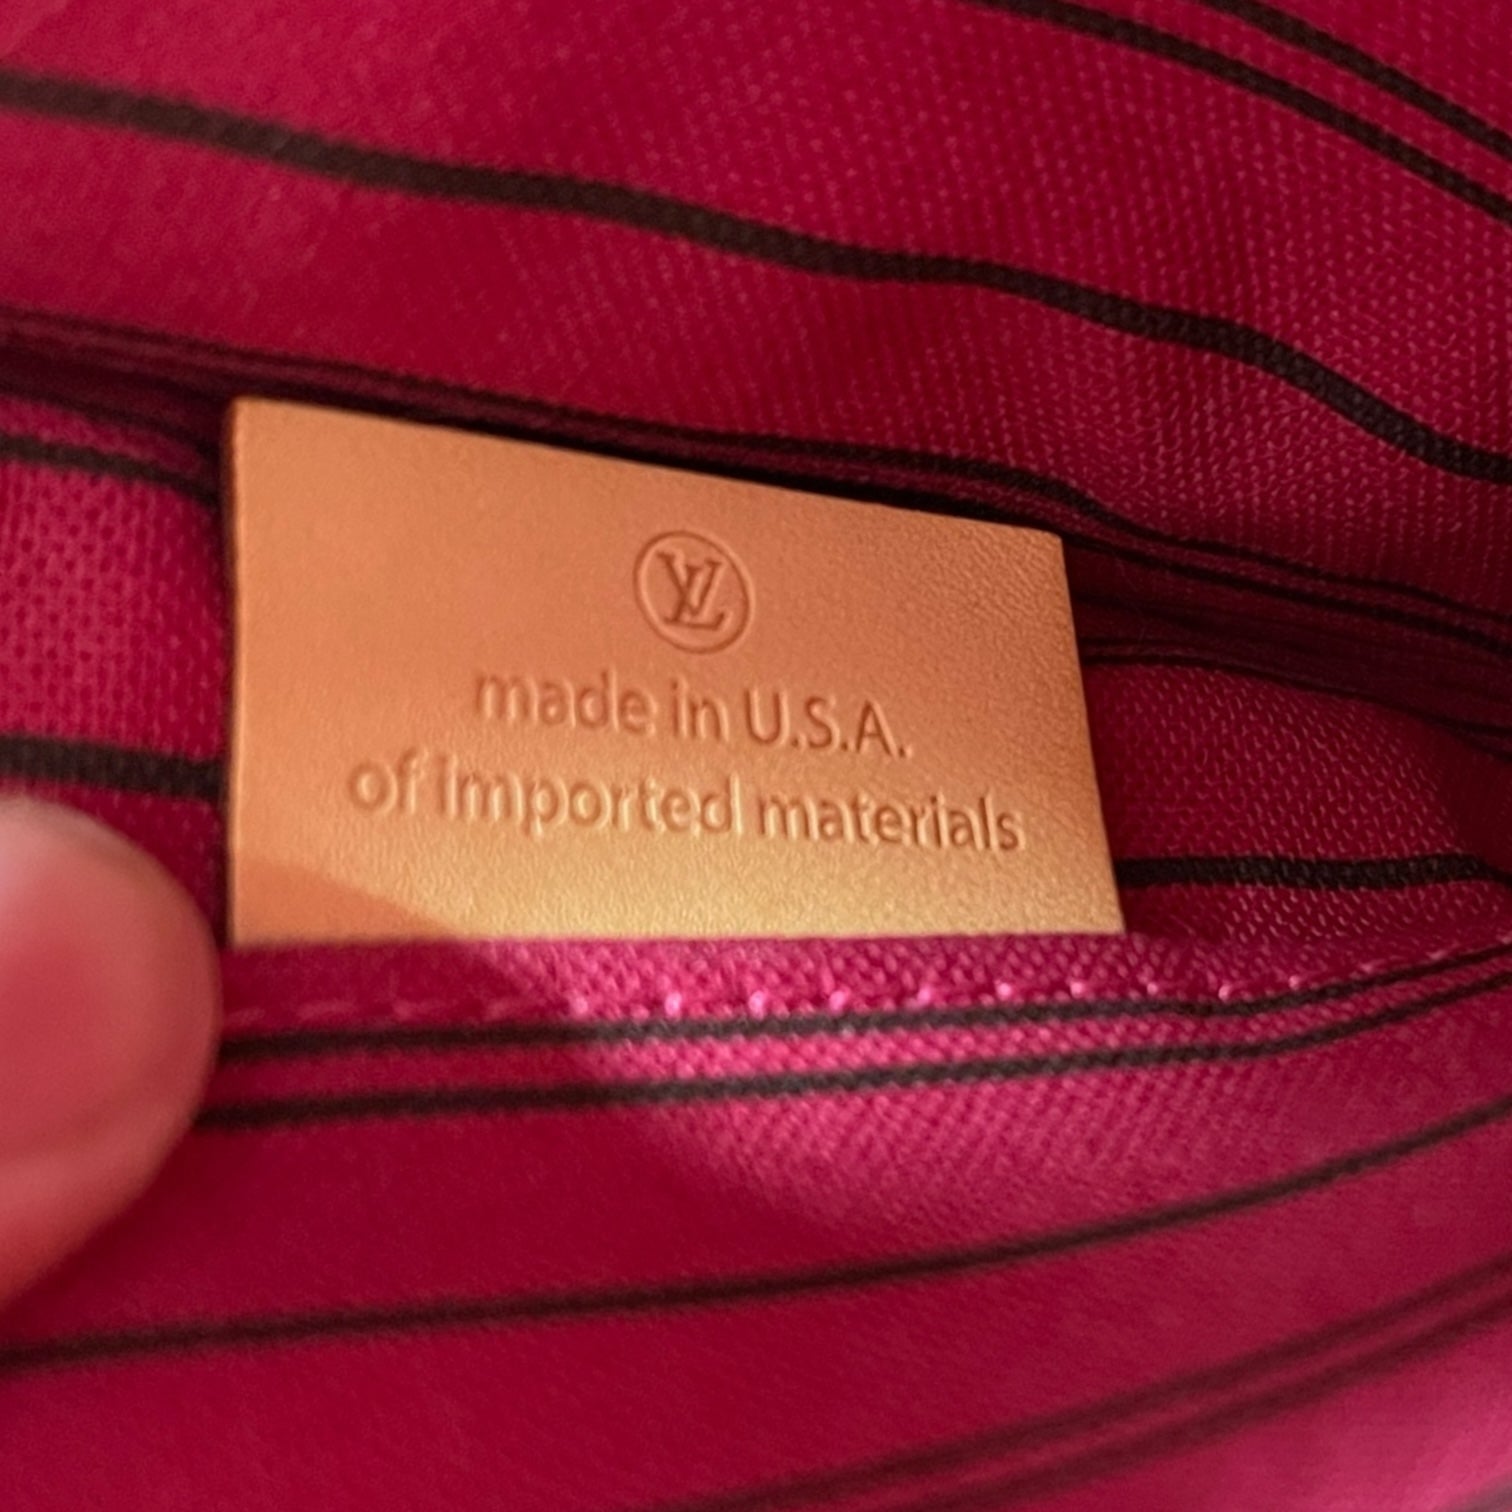 LV
made in U.S.A.
of imported materials